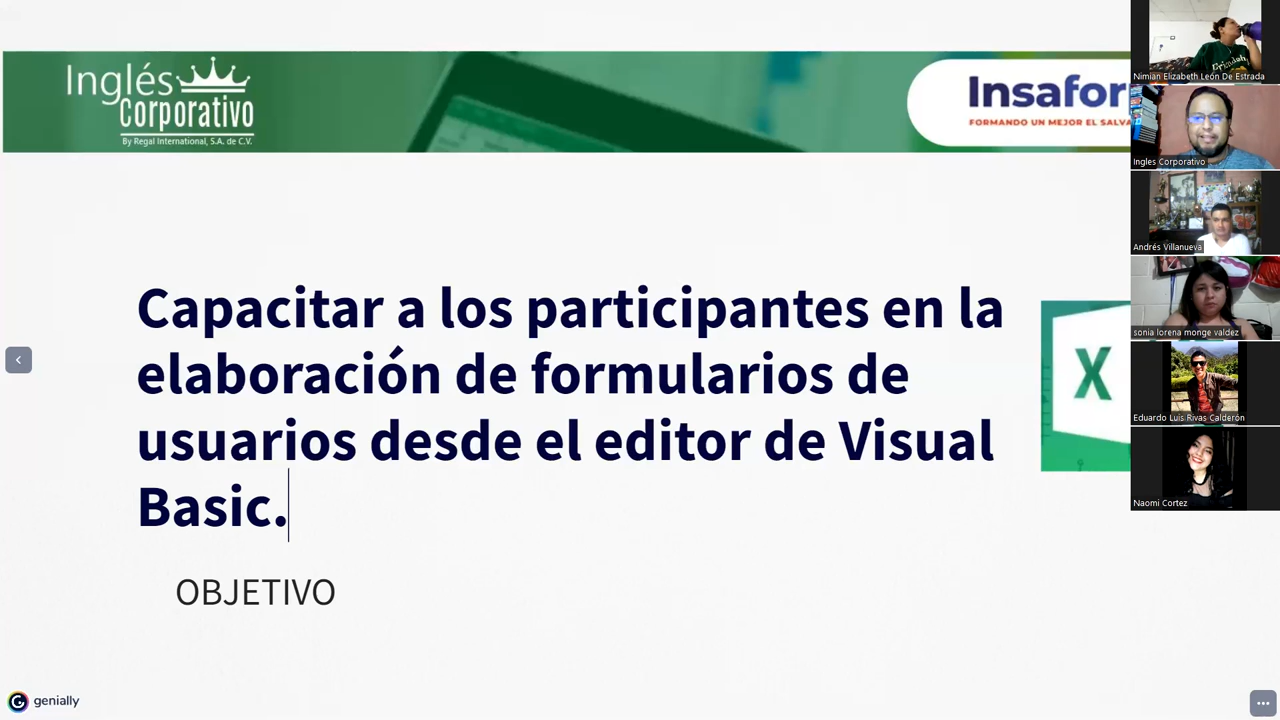 Inglés
Corporativo
By Regal International, S.A. de C.V.
Insafor
FORMANDO UN MEJOR EL SALVA
Capacitar a los participantes en la
elaboración de formularios de
usuarios desde el editor de Visual
Basic.
OBJETIVO
X
genially
Nimian Elizabeth León De Estrada
Ingles Corporativo
Andrés Villanueva
sonia lorena monge valdez
Eduardo Luis Rivas Calderón
Naomi Cortez